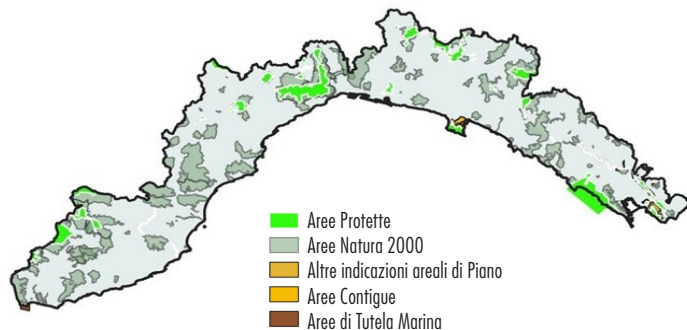 Aree Protette
Aree Natura 2000
Altre indicazioni areali di Piano
Aree Contigue
Aree di Tutela Marina